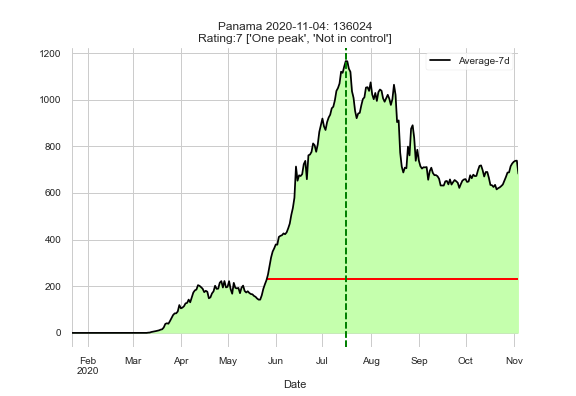 Panama 2020-11-04: 136024
Rating:7 ['One peak', 'Not in control']
Average-7d
1200
1000
800
600
400
200
0
Feb Mar Apr May Jun Jul Aug Sep Oct Nov
2020
Date